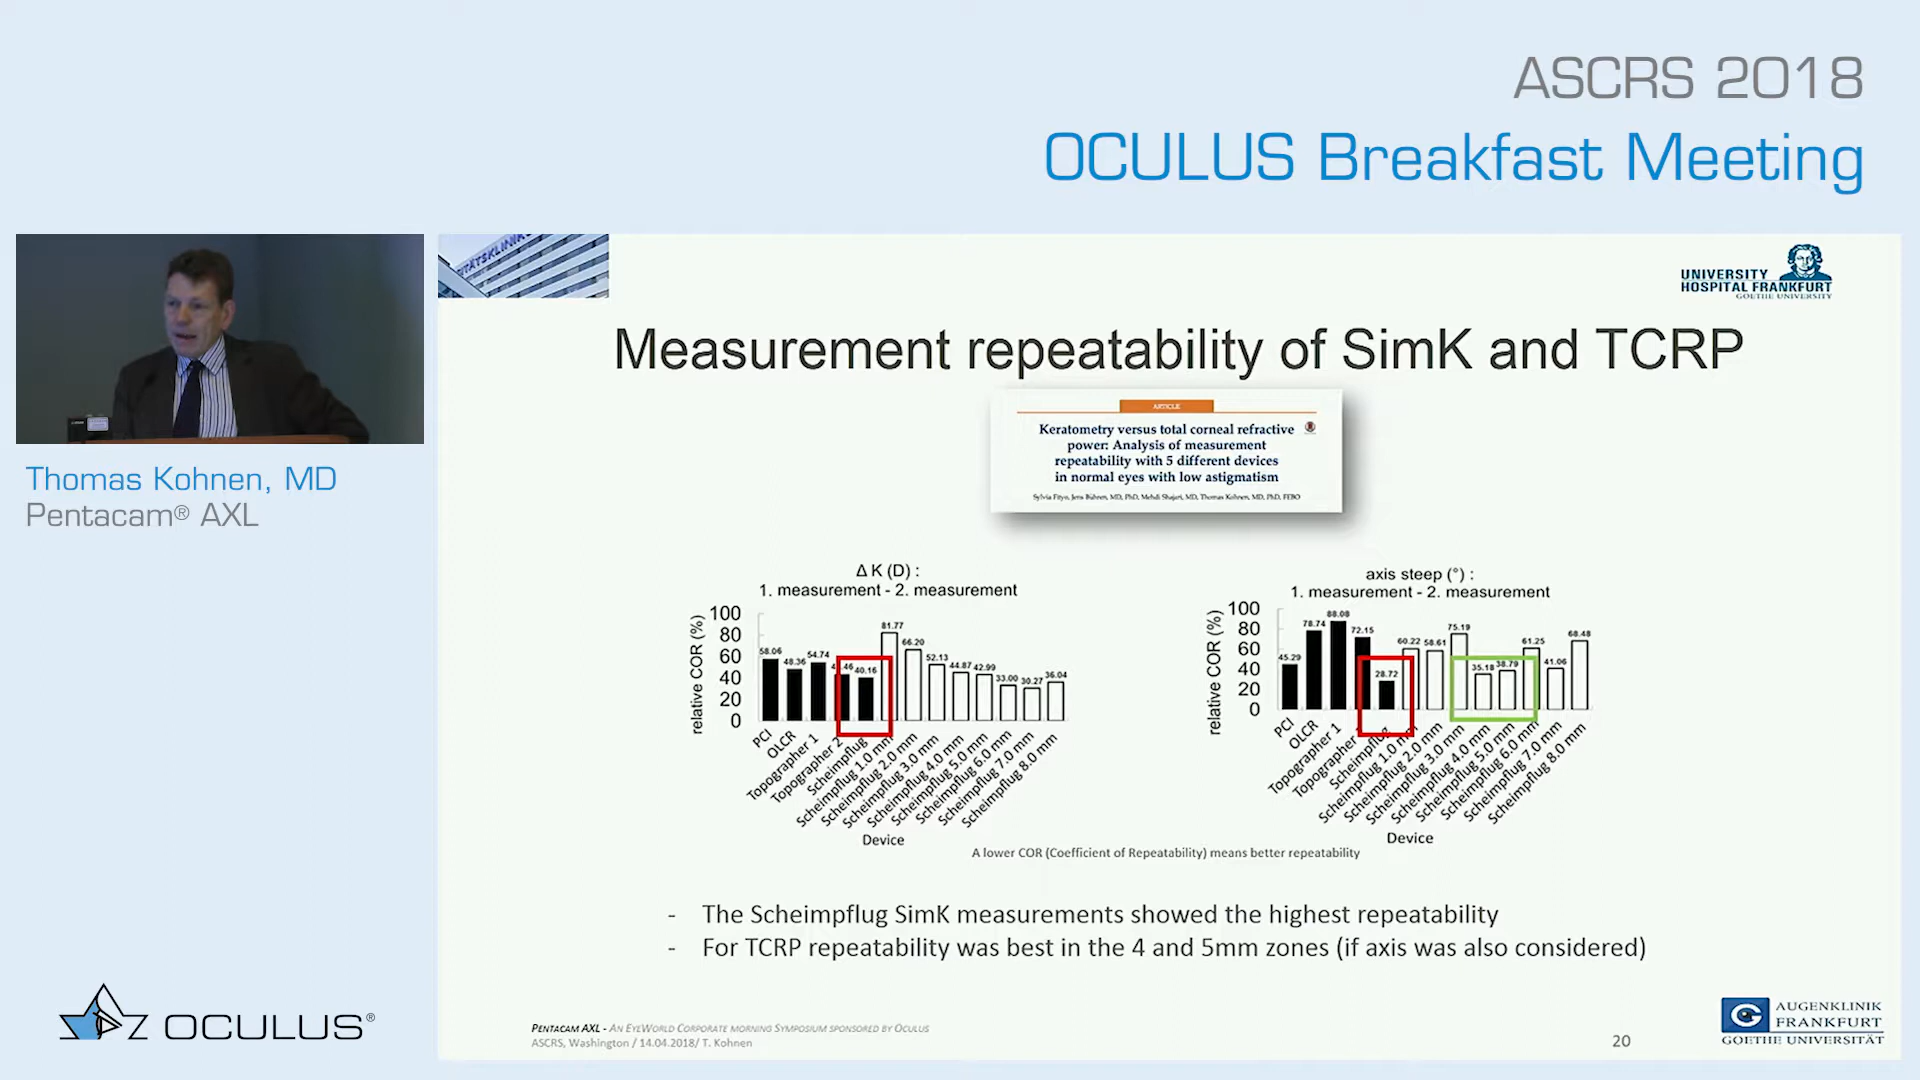 ASCRS 2018
OCULUS Breakfast Meeting
Thomas Kohnen, MD
Pentacam® AXL
OCULUS®
UNIVERSITY
HOSPITAL FRANKFURT
GOETHE UNIVERSITY
Measurement repeatability of SimK and TCRP
ARTICLE
Keratometry versus total corneal refractive
power: Analysis of measurement
repeatability with 5 different devices
in normal eyes with low astigmatism
Sylvia Fityo, Jens Bühren, MD, PhD, Mehdi Shajari, MD, Thomas Kohnen, MD, PhD, FEBO
Δ K (D) :
1. measurement - 2. measurement
relative COR (%)
100
80
60
40
20
0
58.06
48.36
54.74
40.16
81.77
66.20
52.13
44.87
42.99
33.00
30.27
36.04
PCI
OLCR
Topographer 1
Topographer 2
Scheimpflug
Scheimpflug 1.0 mm
Scheimpflug 2.0 mm
Scheimpflug 3.0 mm
Scheimpflug 4.0 mm
Scheimpflug 5.0 mm
Scheimpflug 6.0 mm
Scheimpflug 7.0 mm
Scheimpflug 8.0 mm
Device
axis steep (°) :
1. measurement - 2. measurement
relative COR (%)
100
80
60
40
20
0
45.29
78.74
88.08
72.15
28.72
60.22
58.61
75.19
35.18
38.79
61.25
41.06
68.48
PCI
OLCR
Topographer 1
Topographer
Scheimpflug
Scheimpflug 1.0 mm
Scheimpflug 2.0 mm
Scheimpflug 3.0 mm
Scheimpflug 4.0 mm
Scheimpflug 5.0 mm
Scheimpflug 6.0 mm
Scheimpflug 7.0 mm
Scheimpflug 8.0 mm
Device
A lower COR (Coefficient of Repeatability) means better repeatability
- The Scheimpflug SimK measurements showed the highest repeatability
- For TCRP repeatability was best in the 4 and 5mm zones (if axis was also considered)
PENTACAM AXL - AN EYEWORLD CORPORATE MORNING SYMPOSIUM SPONSORED BY OCULUS
ASCRS, Washington / 14.04.2018/ T. Kohnen
20
AUGENKLINIK
FRANKFURT
GOETHE UNIVERSITÄT